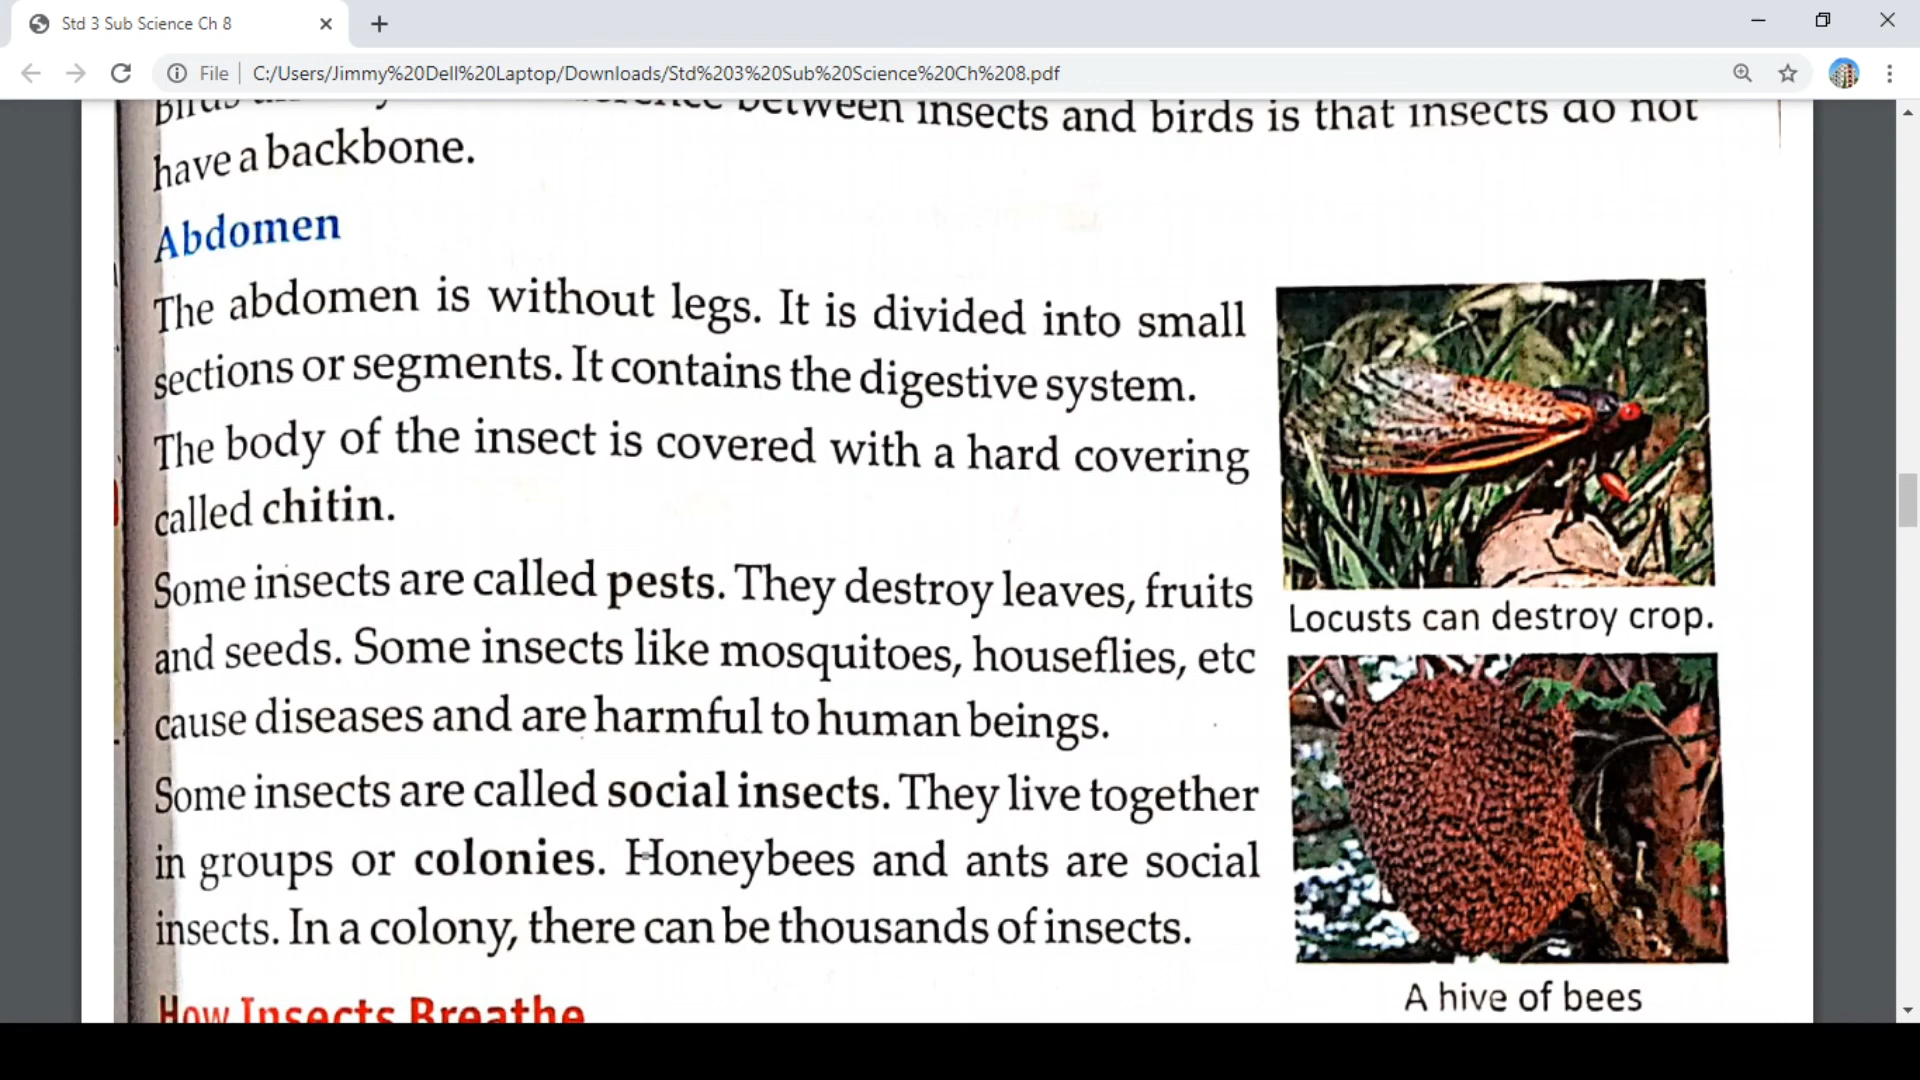 Std 3 Sub Science Ch 8
File
C:/Users/Jimmy%20Dell%20Laptop/Downloads/Std%203%20Sub%20Science%20Ch%208.pdf
Birds between insects and birds is that insects do not
have a backbone.
Abdomen
The abdomen is without legs. It is divided into small
sections or segments. It contains the digestive system.
The body of the insect is covered with a hard covering
called chitin.
Some insects are called pests. They destroy leaves, fruits
and seeds. Some insects like mosquitoes, houseflies, etc
cause diseases and are harmful to human beings.
Some insects are called social insects. They live together
in groups or colonies. Honeybees and ants are social
insects. In a colony, there can be thousands of insects.
Locusts can destroy crop.
A hive of bees
How Insects Breathe